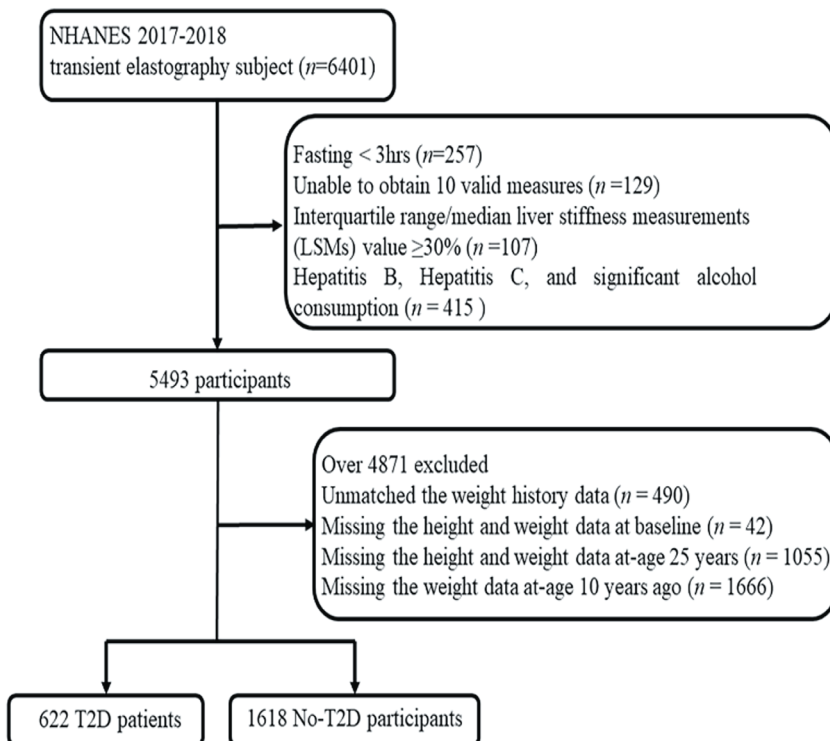 NHANES 2017-2018
transient elastography subject (n=6401)
Fasting < 3hrs (n=257)
Unable to obtain 10 valid measures (n =129)
Interquartile range/median liver stiffness measurements
(LSMs) value ≥30% (n =107)
Hepatitis B, Hepatitis C, and significant alcohol
consumption (n = 415 )
5493 participants
Over 4871 excluded
Unmatched the weight history data (n = 490)
Missing the height and weight data at baseline (n = 42)
Missing the height and weight data at-age 25 years (n = 1055)
Missing the weight data at-age 10 years ago (n = 1666)
622 T2D patients
1618 No-T2D participants